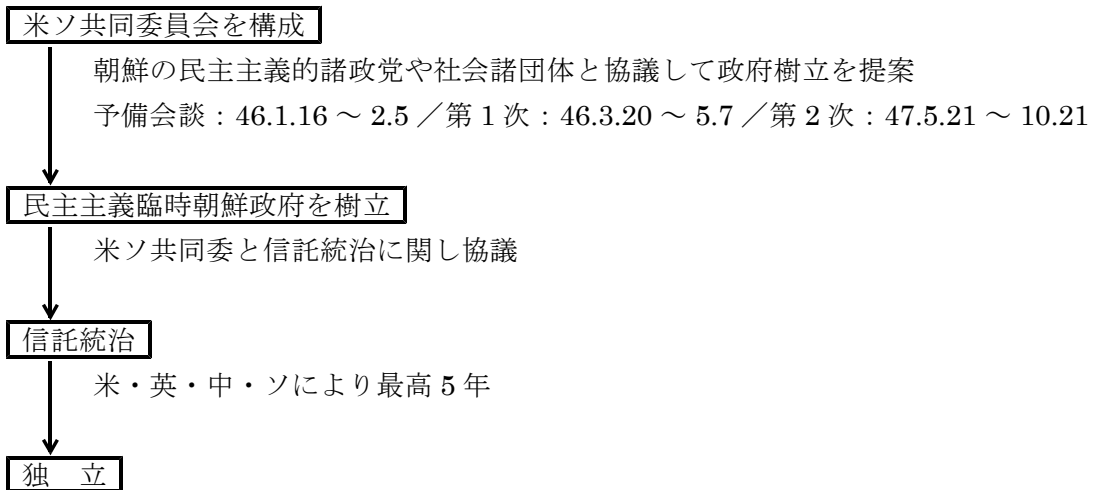 米ソ共同委員会を構成
朝鮮の民主主義的諸政党や社会諸団体と協議して政府樹立を提案
予備会談：46.1.16 ～ 2.5 ／第 1 次：46.3.20 ～ 5.7 ／第 2 次：47.5.21 ～ 10.21
民主主義臨時朝鮮政府を樹立
米ソ共同委と信託統治に関し協議
信託統治
米・英・中・ソにより最高 5 年
独　立